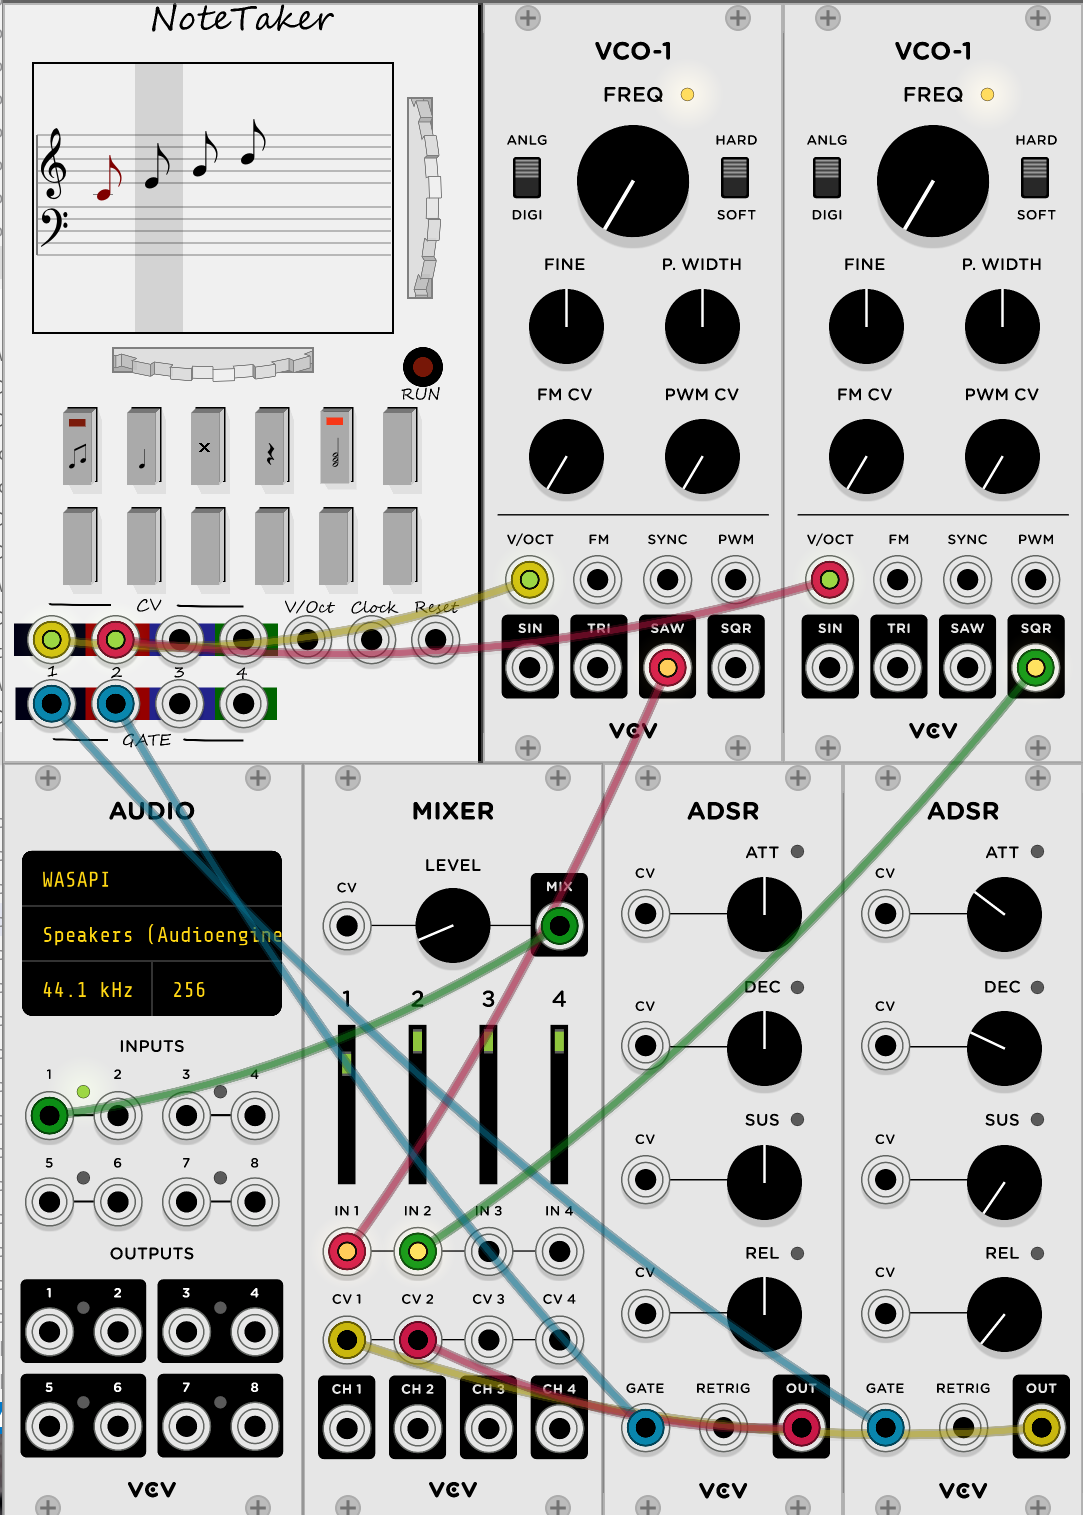 NoteTaker
RUN
CV
V/Oct Clock Reset
1 2 3 4
GATE
VCO-1
FREQ
ANLG HARD
DIGI SOFT
FINE P. WIDTH
FM CV PWM CV
V/OCT FM SYNC PWM
SIN TRI SAW SQR
VCV
VCO-1
FREQ
ANLG HARD
DIGI SOFT
FINE P. WIDTH
FM CV PWM CV
V/OCT FM SYNC PWM
SIN TRI SAW SQR
VCV
AUDIO
WASAPI
Speakers (Audioengine
44.1 kHz 256
INPUTS
1 2 3 4
5 6 7 8
OUTPUTS
1 2 3 4
5 6 7 8
VCV
MIXER
LEVEL
CV MIX
1 2 3 4
IN 1 IN 2 IN 3 IN 4
CV 1 CV 2 CV 3 CV 4
CH 1 CH 2 CH 3 CH 4
VCV
ADSR
ATT
CV
DEC
CV
SUS
CV
REL
CV
GATE RETRIG OUT
VCV
ADSR
ATT
CV
DEC
CV
SUS
CV
REL
CV
GATE RETRIG OUT
VCV